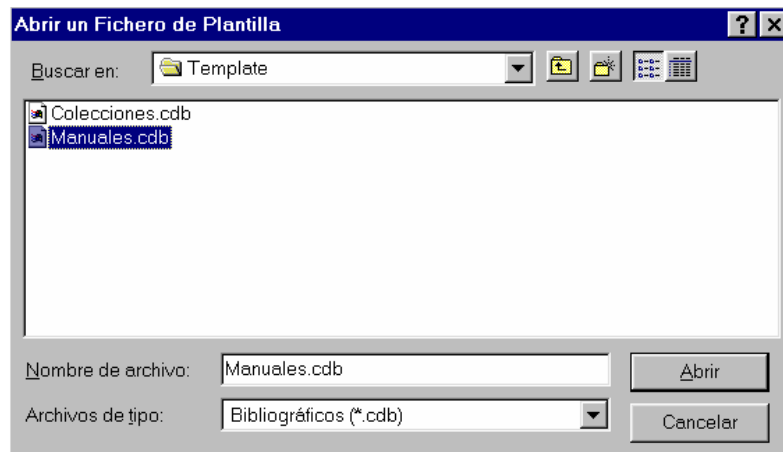 Abrir un Fichero de Plantilla
Buscar en: Template
Colecciones.cdb
Manuales.cdb
Nombre de archivo: Manuales.cdb Abrir
Archivos de tipo: Bibliográficos (*.cdb) Cancelar